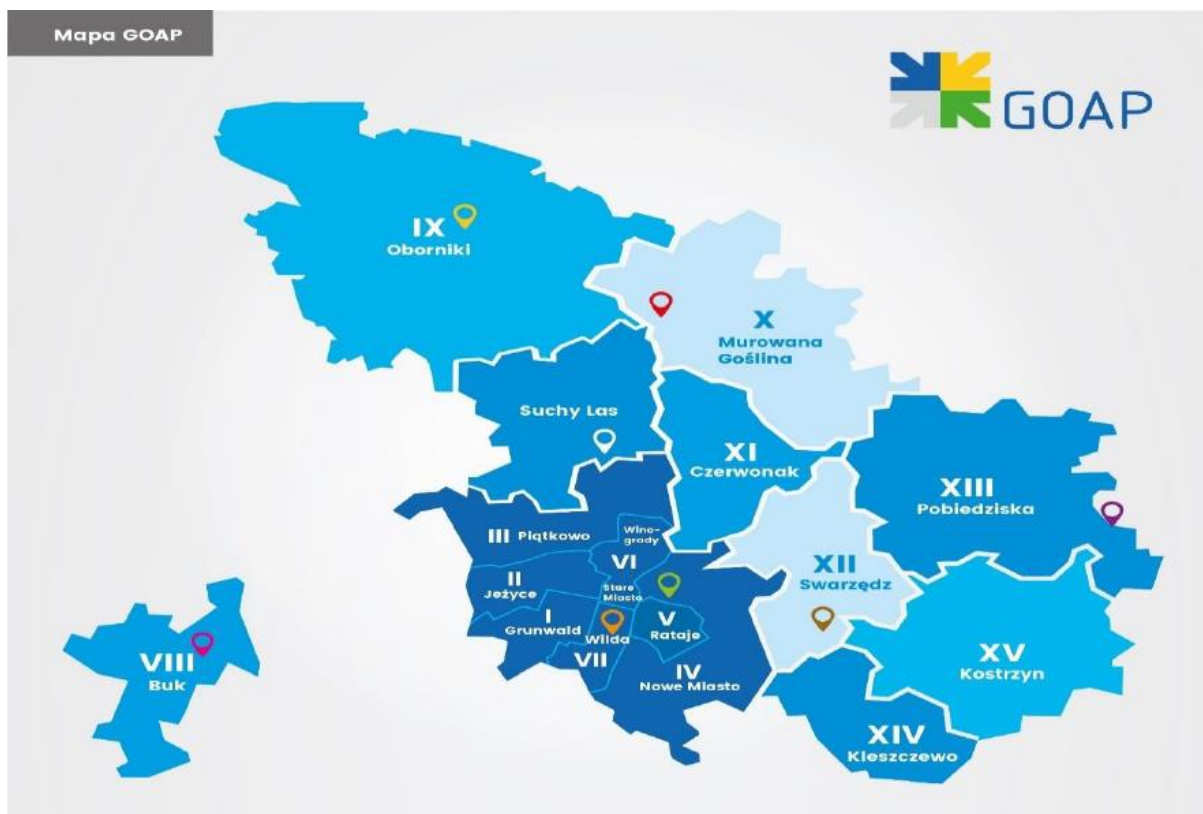 Mapa GOAP
GOAP
IX
Oborniki
X
Murowana
Goślina
Suchy Las
XI
Czerwonak
XIII
Pobiedziska
III Piątkowo
Wino-
grady
VI
XII
Swarzędz
II
Jeżyce
Stare
Miasto
I
Grunwald
Wilda
V
Rataje
VII
IV
Nowe Miasto
VIII
Buk
XV
Kostrzyn
XIV
Kleszczewo